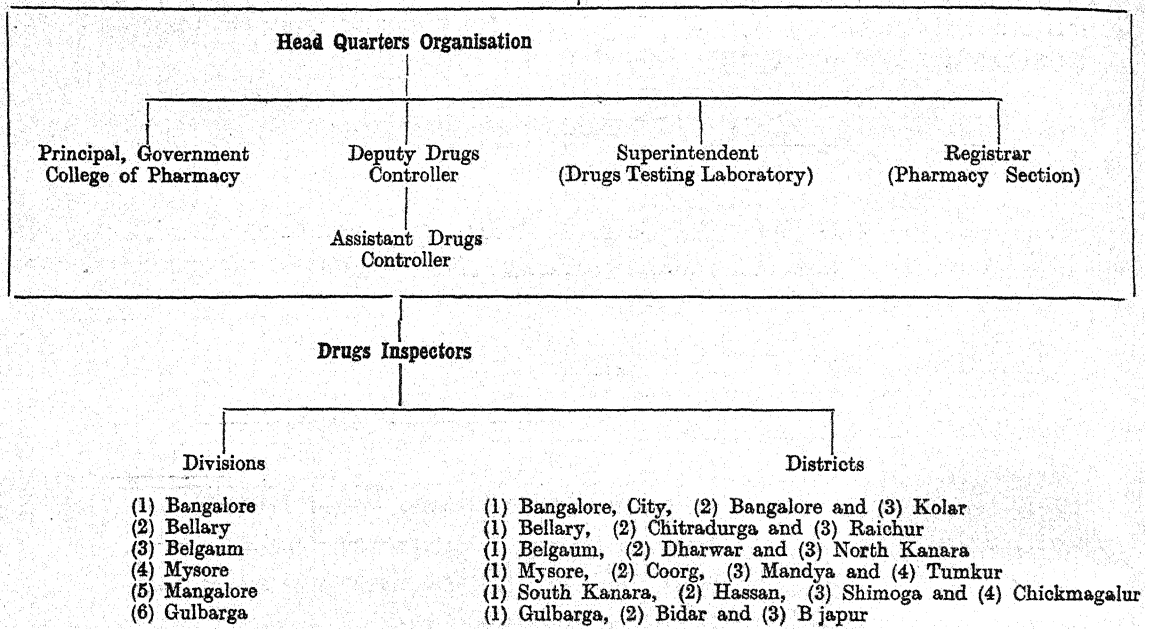 Head Quarters Organisation
Principal, Government
College of Pharmacy
Deputy Drugs
Controller
Superintendent
(Drugs Testing Laboratory)
Registrar
(Pharmacy Section)
Assistant Drugs
Controller
Drugs Inspectors
Divisions
Districts
(1) Bangalore
(1) Bangalore, City, (2) Bangalore and (3) Kolar
(2) Bellary
(1) Bellary, (2) Chitradurga and (3) Raichur
(3) Belgaum
(1) Belgaum, (2) Dharwar and (3) North Kanara
(4) Mysore
(1) Mysore, (2) Coorg, (3) Mandya and (4) Tumkur
(5) Mangalore
(1) South Kanara, (2) Hassan, (3) Shimoga and (4) Chickmagalur
(6) Gulbarga
(1) Gulbarga, (2) Bidar and (3) B japur